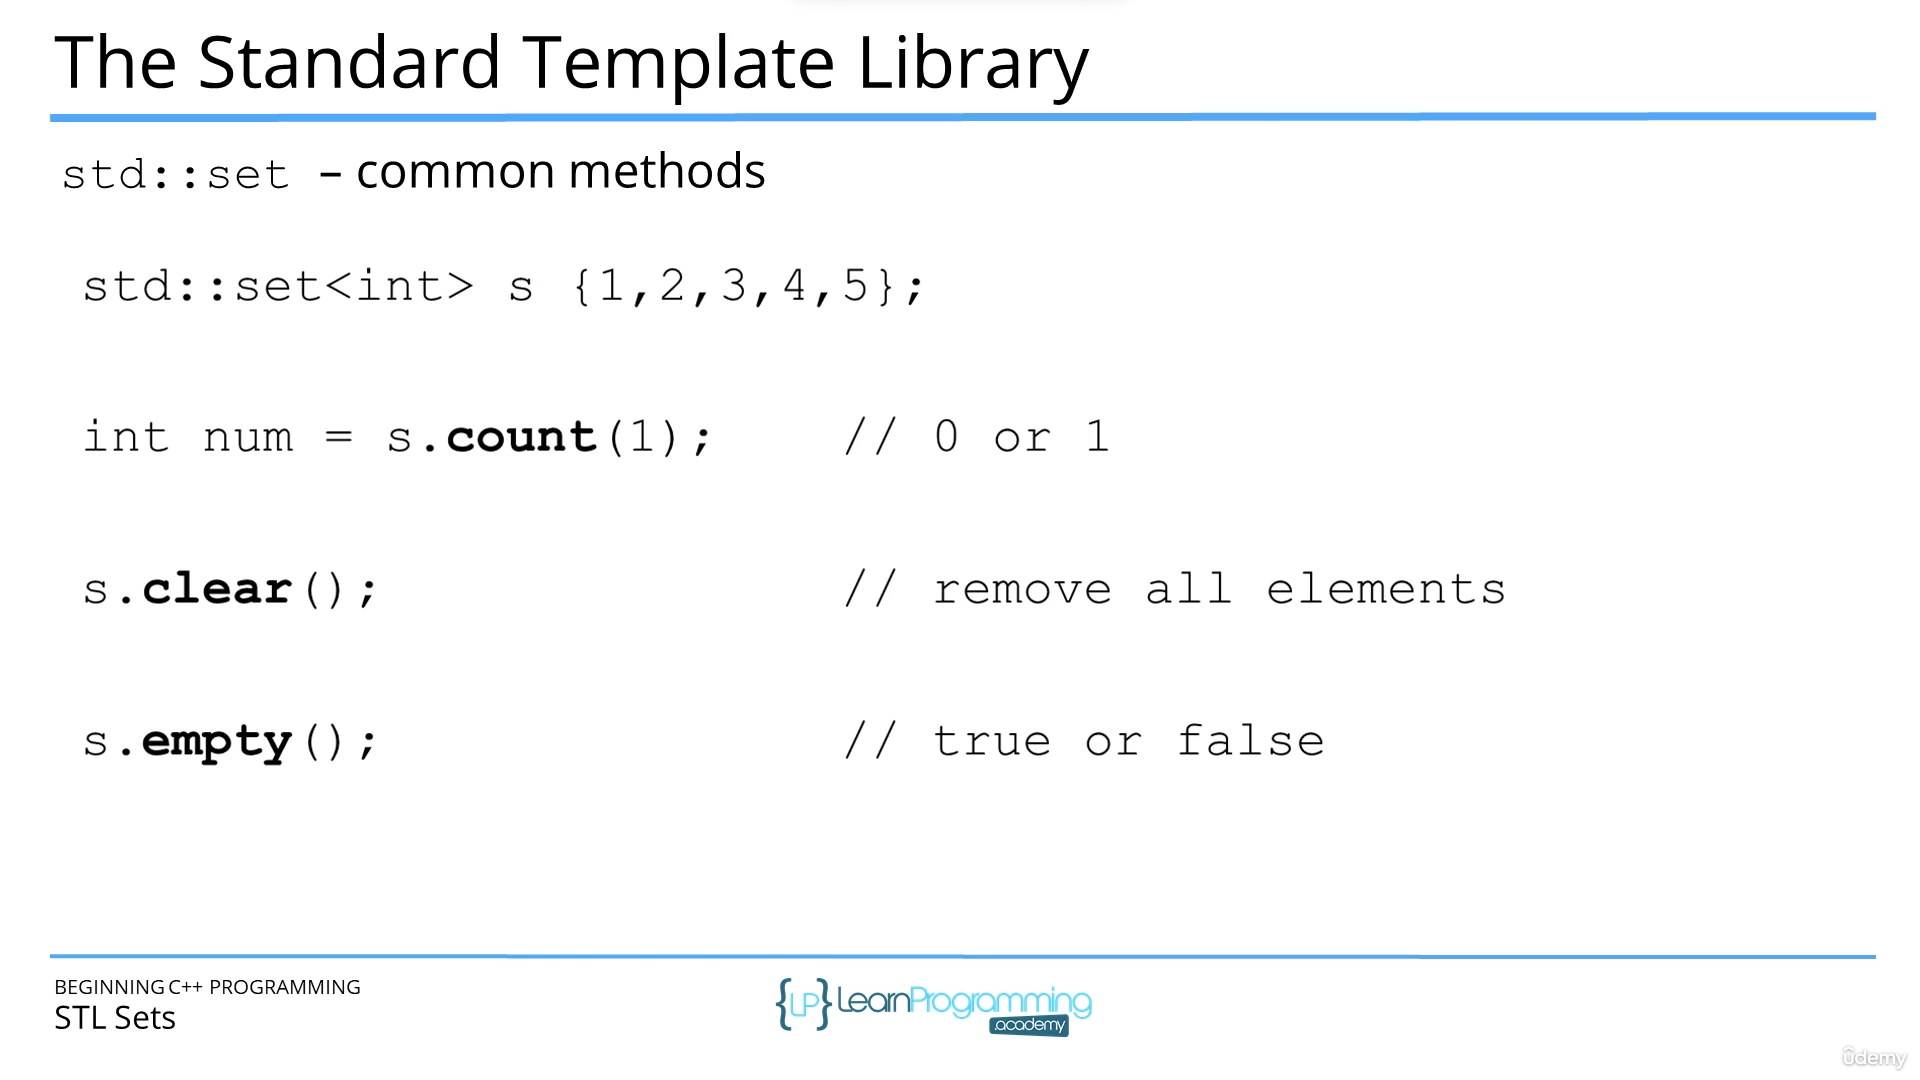 The Standard Template Library
std::set – common methods
std::set<int> s {1,2,3,4,5};
int num = s.count(1); // 0 or 1
s.clear(); // remove all elements
s.empty(); // true or false
BEGINNING C++ PROGRAMMING
STL Sets
{LP} LearnProgramming
.academy
ûdemy